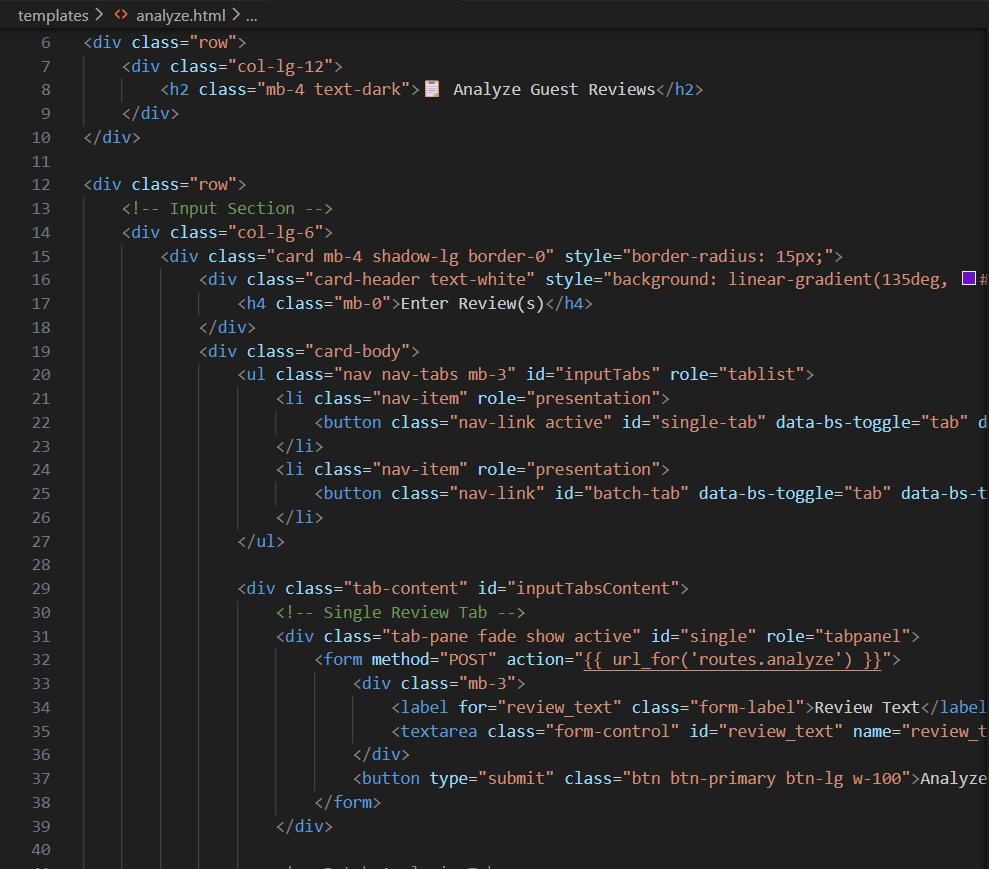 templates > <> analyze.html > ...
6 <div class="row">
7 <div class="col-lg-12">
8 <h2 class="mb-4 text-dark">📋 Analyze Guest Reviews</h2>
9 </div>
10 </div>
11
12 <div class="row">
13 <!-- Input Section -->
14 <div class="col-lg-6">
15 <div class="card mb-4 shadow-lg border-0" style="border-radius: 15px;">
16 <div class="card-header text-white" style="background: linear-gradient(135deg, #
17 <h4 class="mb-0">Enter Review(s)</h4>
18 </div>
19 <div class="card-body">
20 <ul class="nav nav-tabs mb-3" id="inputTabs" role="tablist">
21 <li class="nav-item" role="presentation">
22 <button class="nav-link active" id="single-tab" data-bs-toggle="tab" d
23 </li>
24 <li class="nav-item" role="presentation">
25 <button class="nav-link" id="batch-tab" data-bs-toggle="tab" data-bs-t
26 </li>
27 </ul>
28
29 <div class="tab-content" id="inputTabsContent">
30 <!-- Single Review Tab -->
31 <div class="tab-pane fade show active" id="single" role="tabpanel">
32 <form method="POST" action="{{ url_for('routes.analyze') }}">
33 <div class="mb-3">
34 <label for="review_text" class="form-label">Review Text</label
35 <textarea class="form-control" id="review_text" name="review_t
36 </div>
37 <button type="submit" class="btn btn-primary btn-lg w-100">Analyze
38 </form>
39 </div>
40